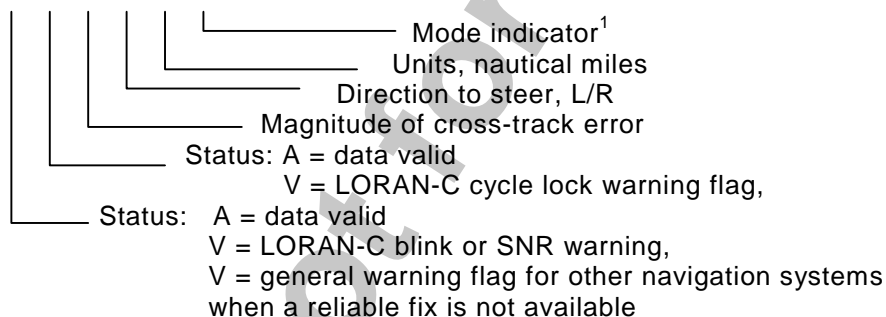 Mode indicator1
Units, nautical miles
Direction to steer, L/R
Magnitude of cross-track error
Status: A = data valid
V = LORAN-C cycle lock warning flag,
Status: A = data valid
V = LORAN-C blink or SNR warning,
V = general warning flag for other navigation systems
when a reliable fix is not available
ot for